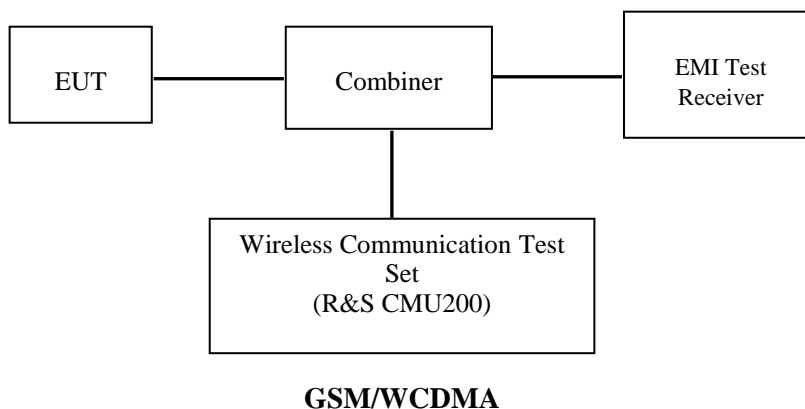 EUT
Combiner
EMI Test
Receiver
Wireless Communication Test
Set
(R&S CMU200)
GSM/WCDMA